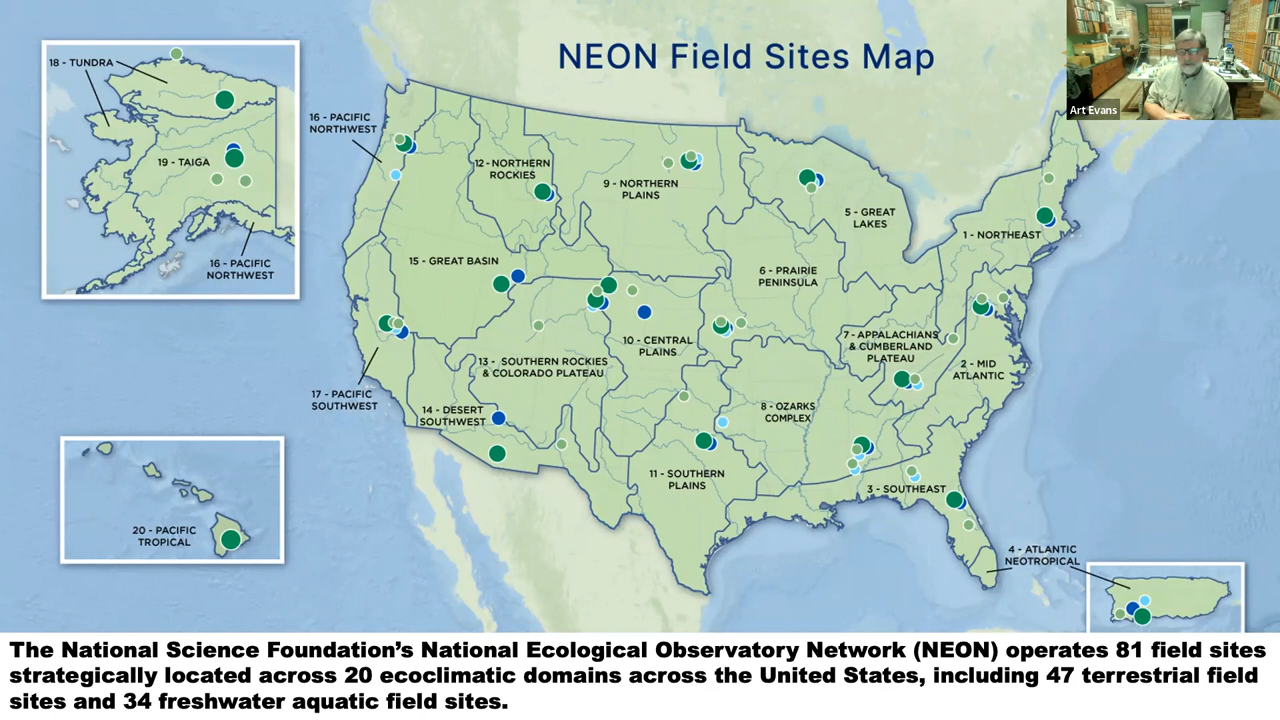 NEON Field Sites Map
Art Evans
18 - TUNDRA
19 - TAIGA
16 - PACIFIC
NORTHWEST
16 - PACIFIC
NORTHWEST
12 - NORTHERN
ROCKIES
9 - NORTHERN
PLAINS
5 - GREAT
LAKES
1 - NORTHEAST
15 - GREAT BASIN
6 - PRAIRIE
PENINSULA
10 - CENTRAL
PLAINS
7 - APPALACHIANS
& CUMBERLAND
PLATEAU
2 - MID
ATLANTIC
13 - SOUTHERN ROCKIES
& COLORADO PLATEAU
17 - PACIFIC
SOUTHWEST
14 - DESERT
SOUTHWEST
8 - OZARKS
COMPLEX
11 - SOUTHERN
PLAINS
3 - SOUTHEAST
20 - PACIFIC
TROPICAL
4 - ATLANTIC
NEOTROPICAL
The National Science Foundation’s National Ecological Observatory Network (NEON) operates 81 field sites
strategically located across 20 ecoclimatic domains across the United States, including 47 terrestrial field
sites and 34 freshwater aquatic field sites.